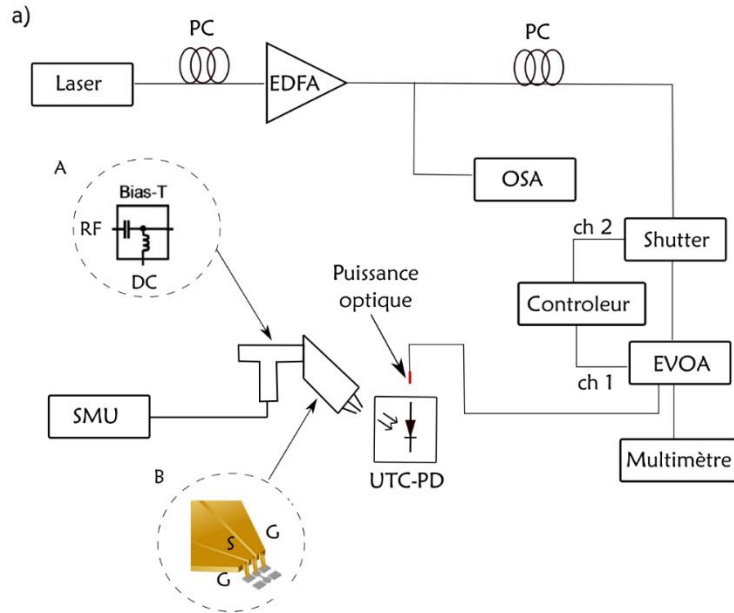 a)
PC
PC
Laser
EDFA
OSA
A
Bias-T
RF
DC
ch 2
Shutter
Puissance
optique
Controleur
EVOA
ch 1
SMU
Multimètre
UTC-PD
B
G
S
G